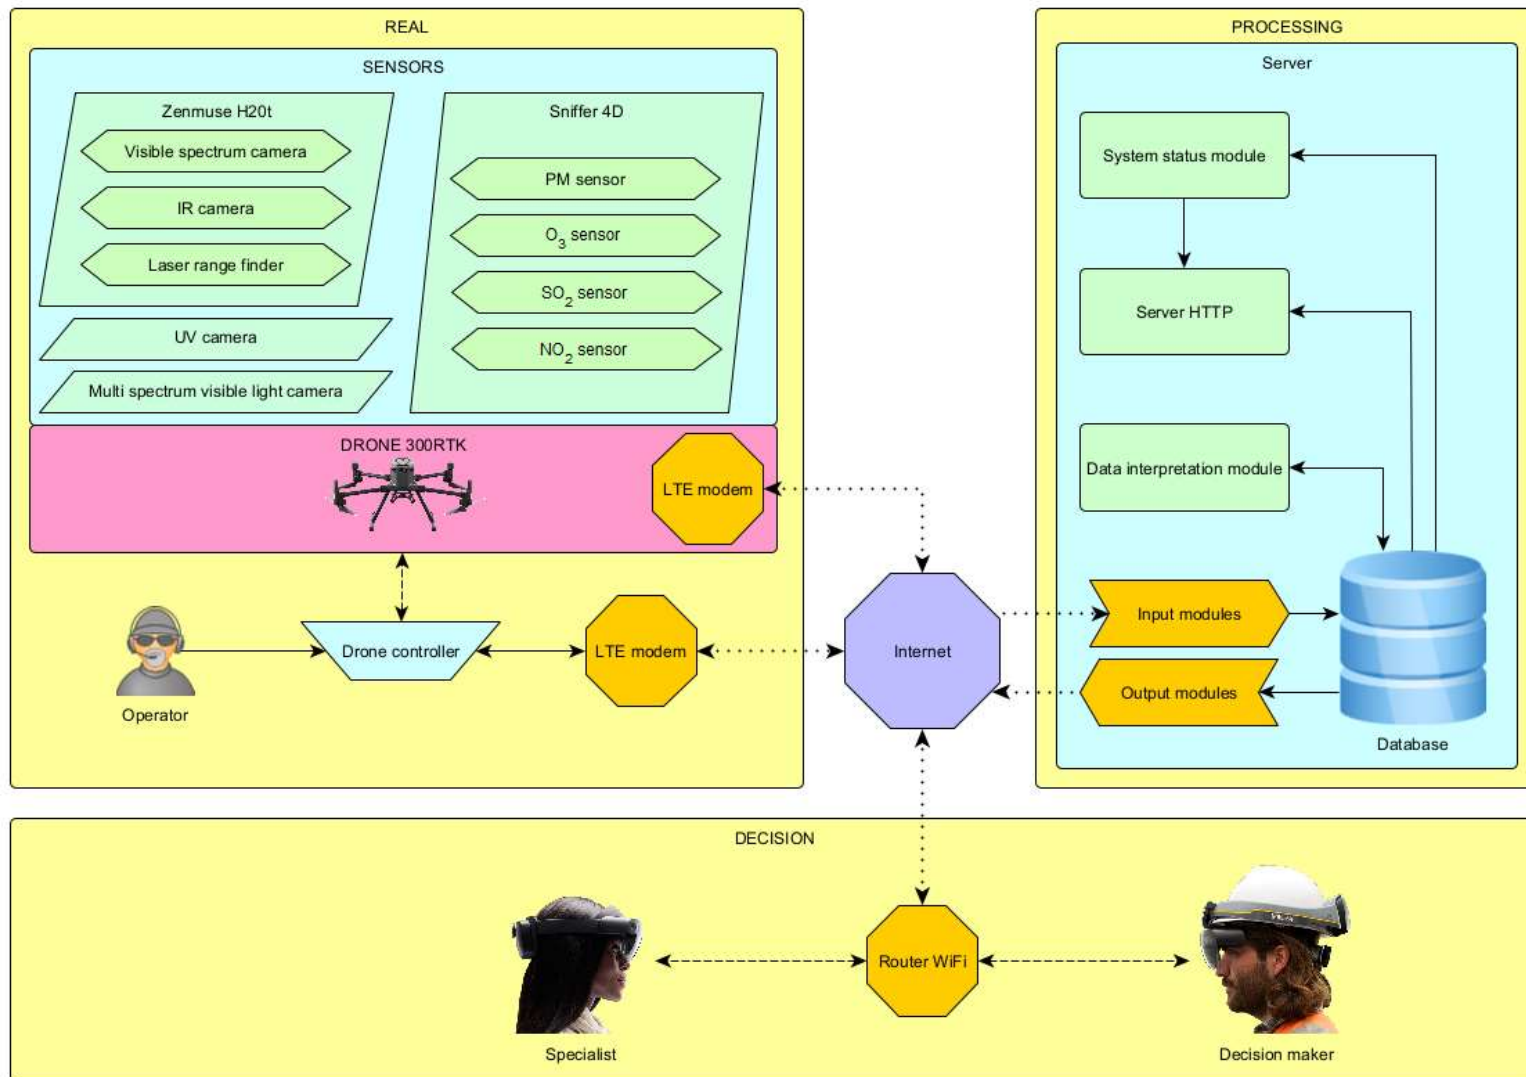 REAL
SENSORS
Zenmuse H20t
Visible spectrum camera
IR camera
Laser range finder
UV camera
Multi spectrum visible light camera
Sniffer 4D
PM sensor
O3 sensor
SO2 sensor
NO2 sensor
DRONE 300RTK
LTE modem
Operator
Drone controller
LTE modem
Internet
PROCESSING
Server
System status module
Server HTTP
Data interpretation module
Input modules
Output modules
Database
DECISION
Specialist
Router WiFi
Decision maker